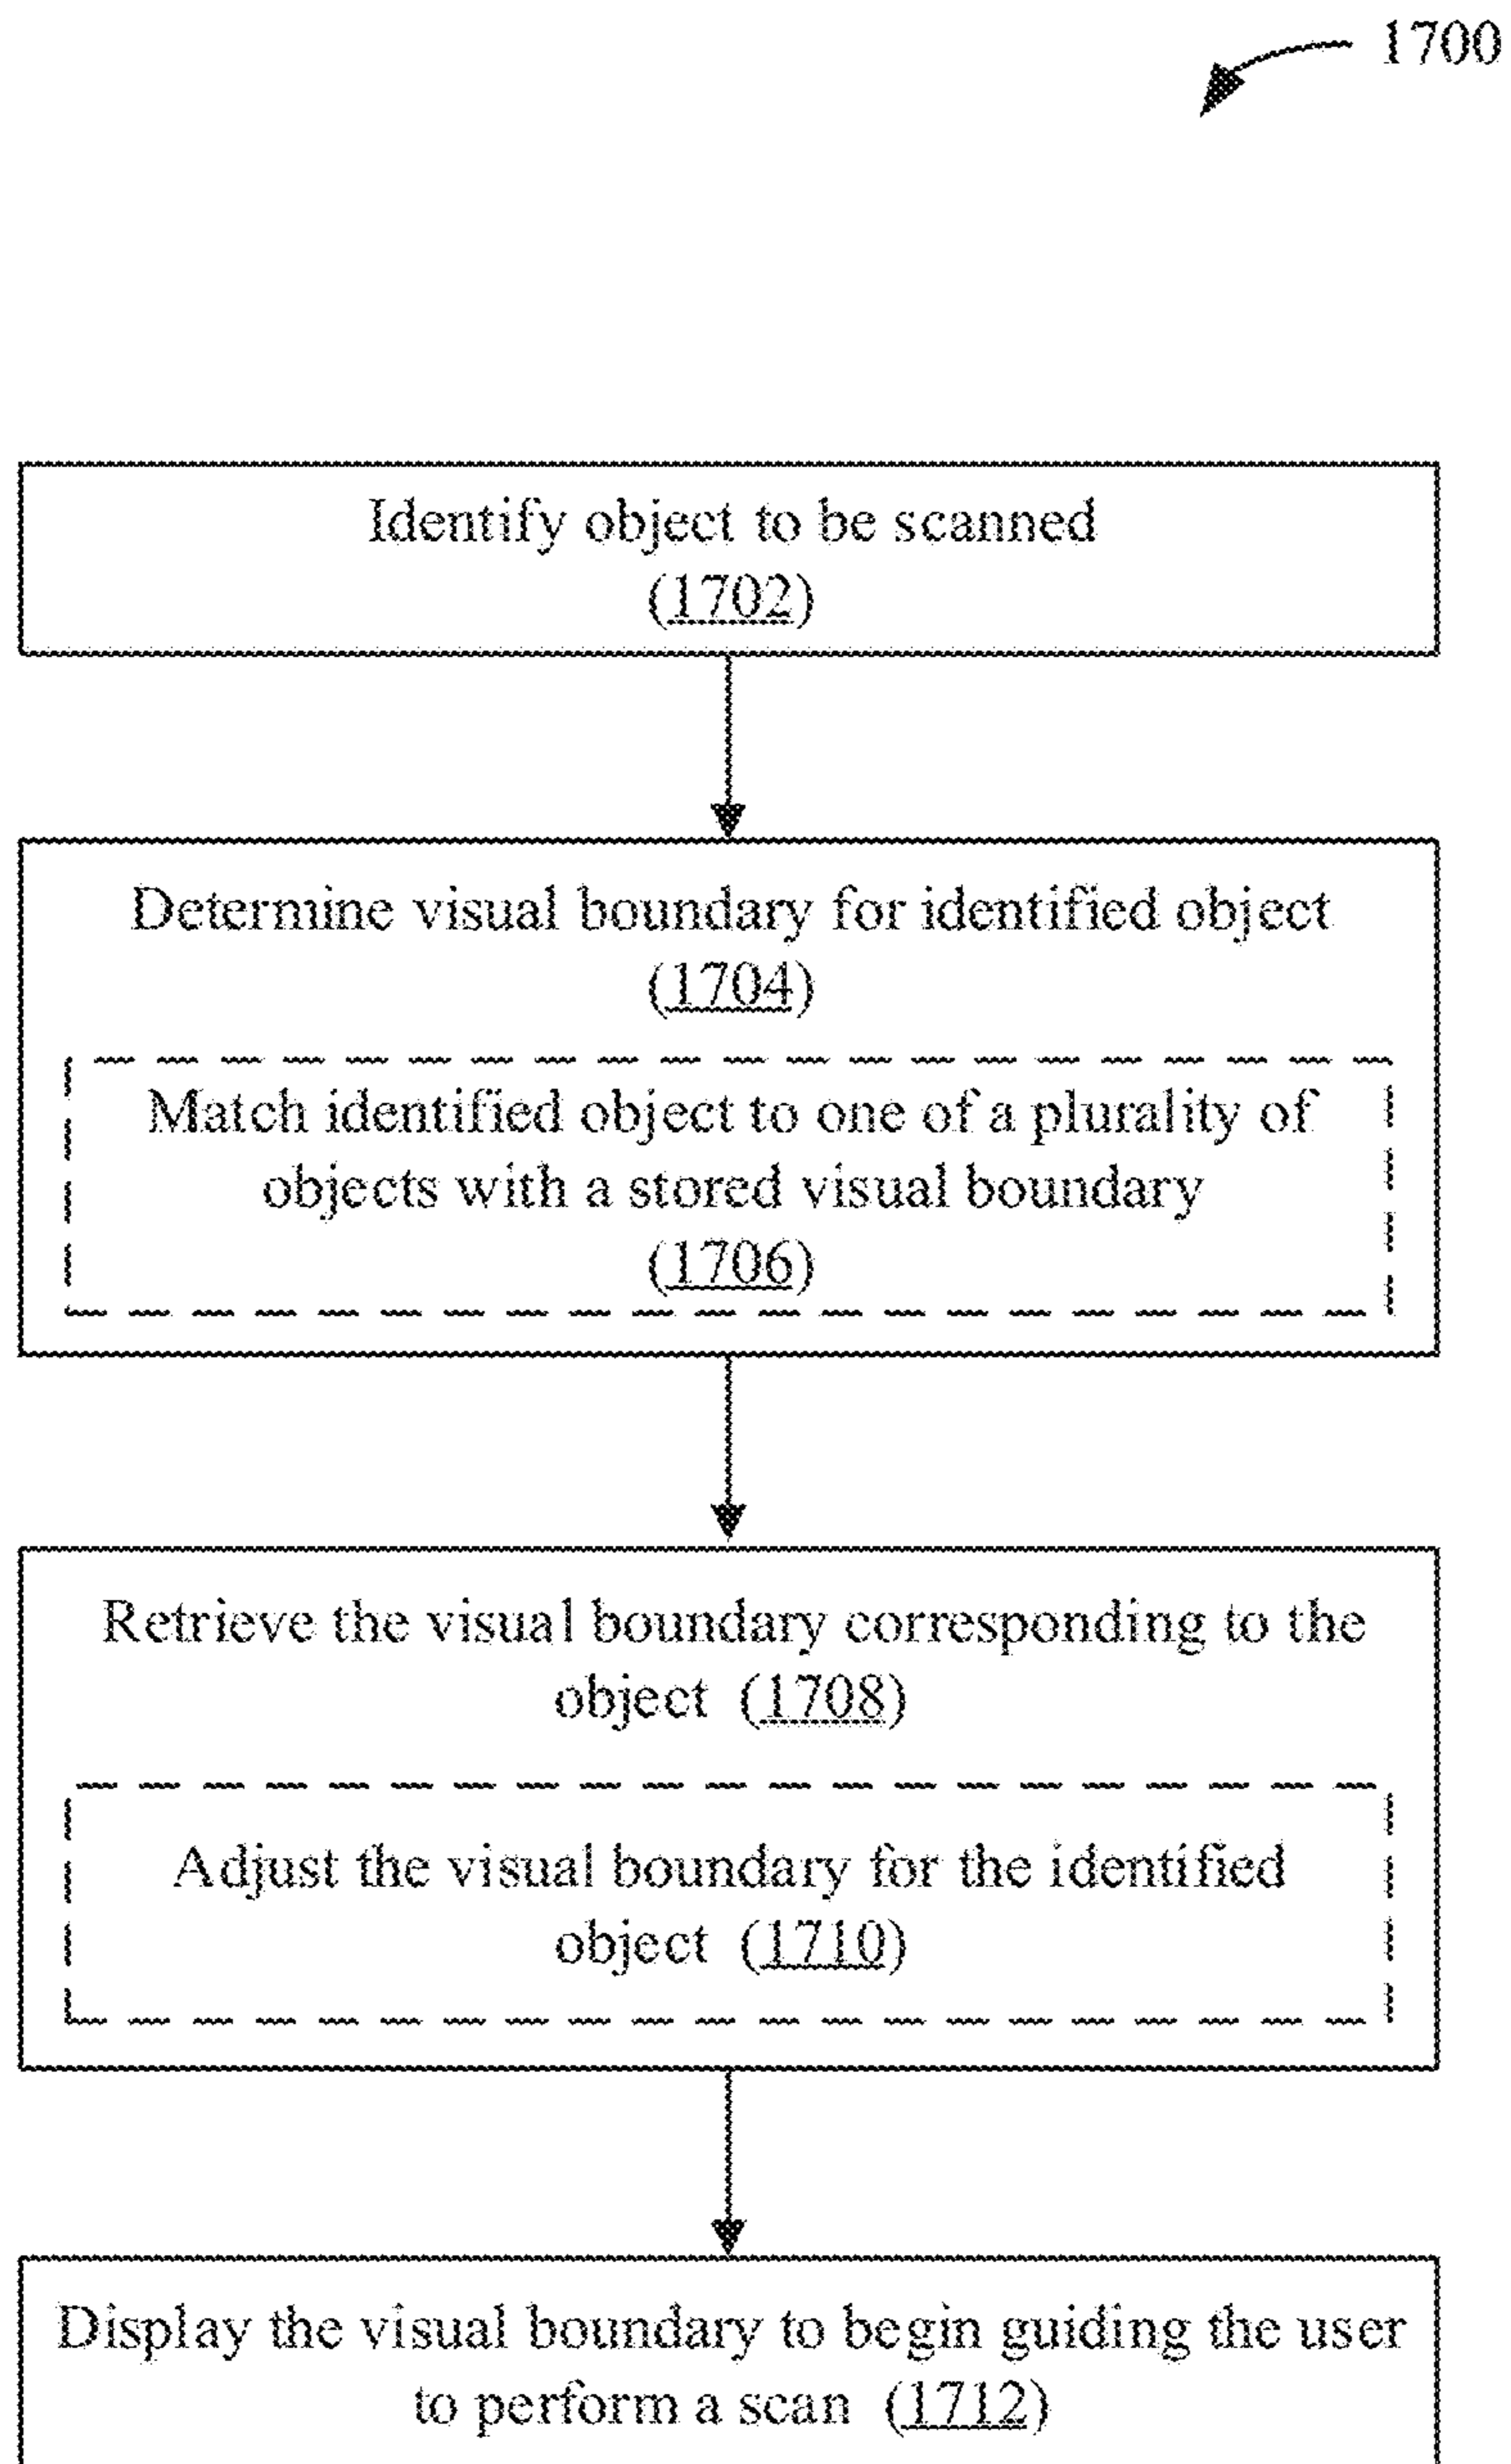 1700
Identify object to be scanned
(1702)
Determine visual boundary for identified object
(1704)
Match identified object to one of a plurality of
objects with a stored visual boundary
(1706)
Retrieve the visual boundary corresponding to the
object (1708)
Adjust the visual boundary for the identified
object (1710)
Display the visual boundary to begin guiding the user
to perform a scan (1712)